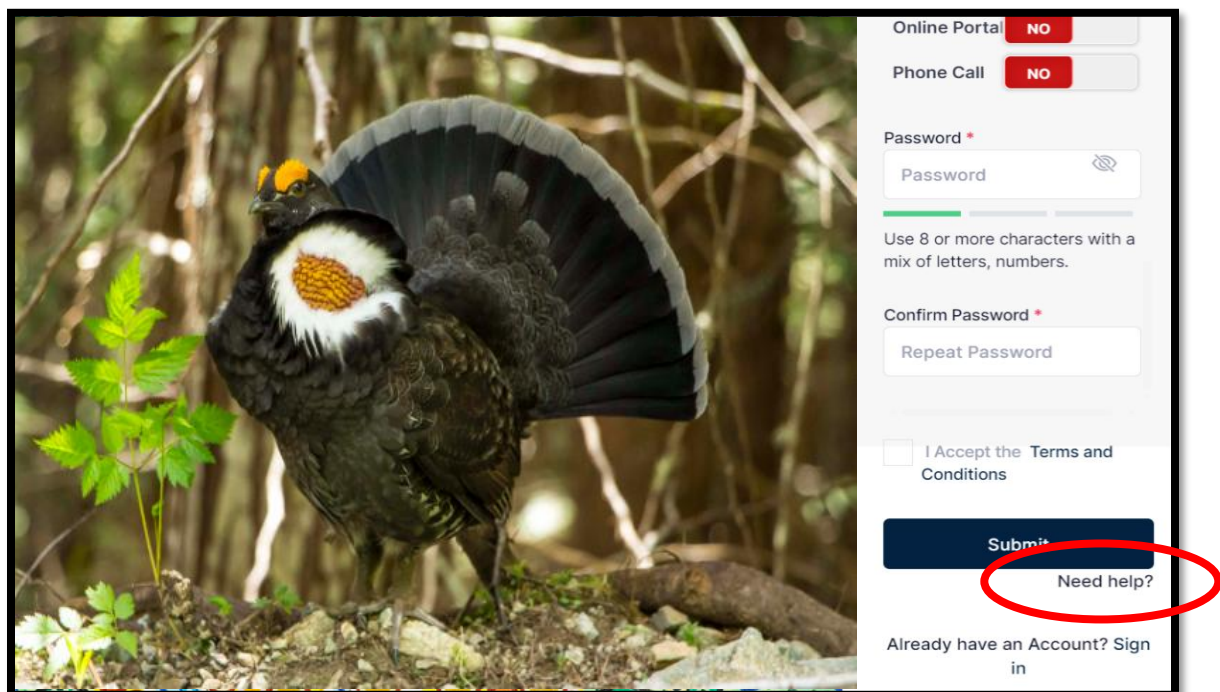 Online Portal NO
Phone Call NO
Password *
Password
Use 8 or more characters with a
mix of letters, numbers.
Confirm Password *
Repeat Password
I Accept the Terms and
Conditions
Submit
Need help?
Already have an Account? Sign
in